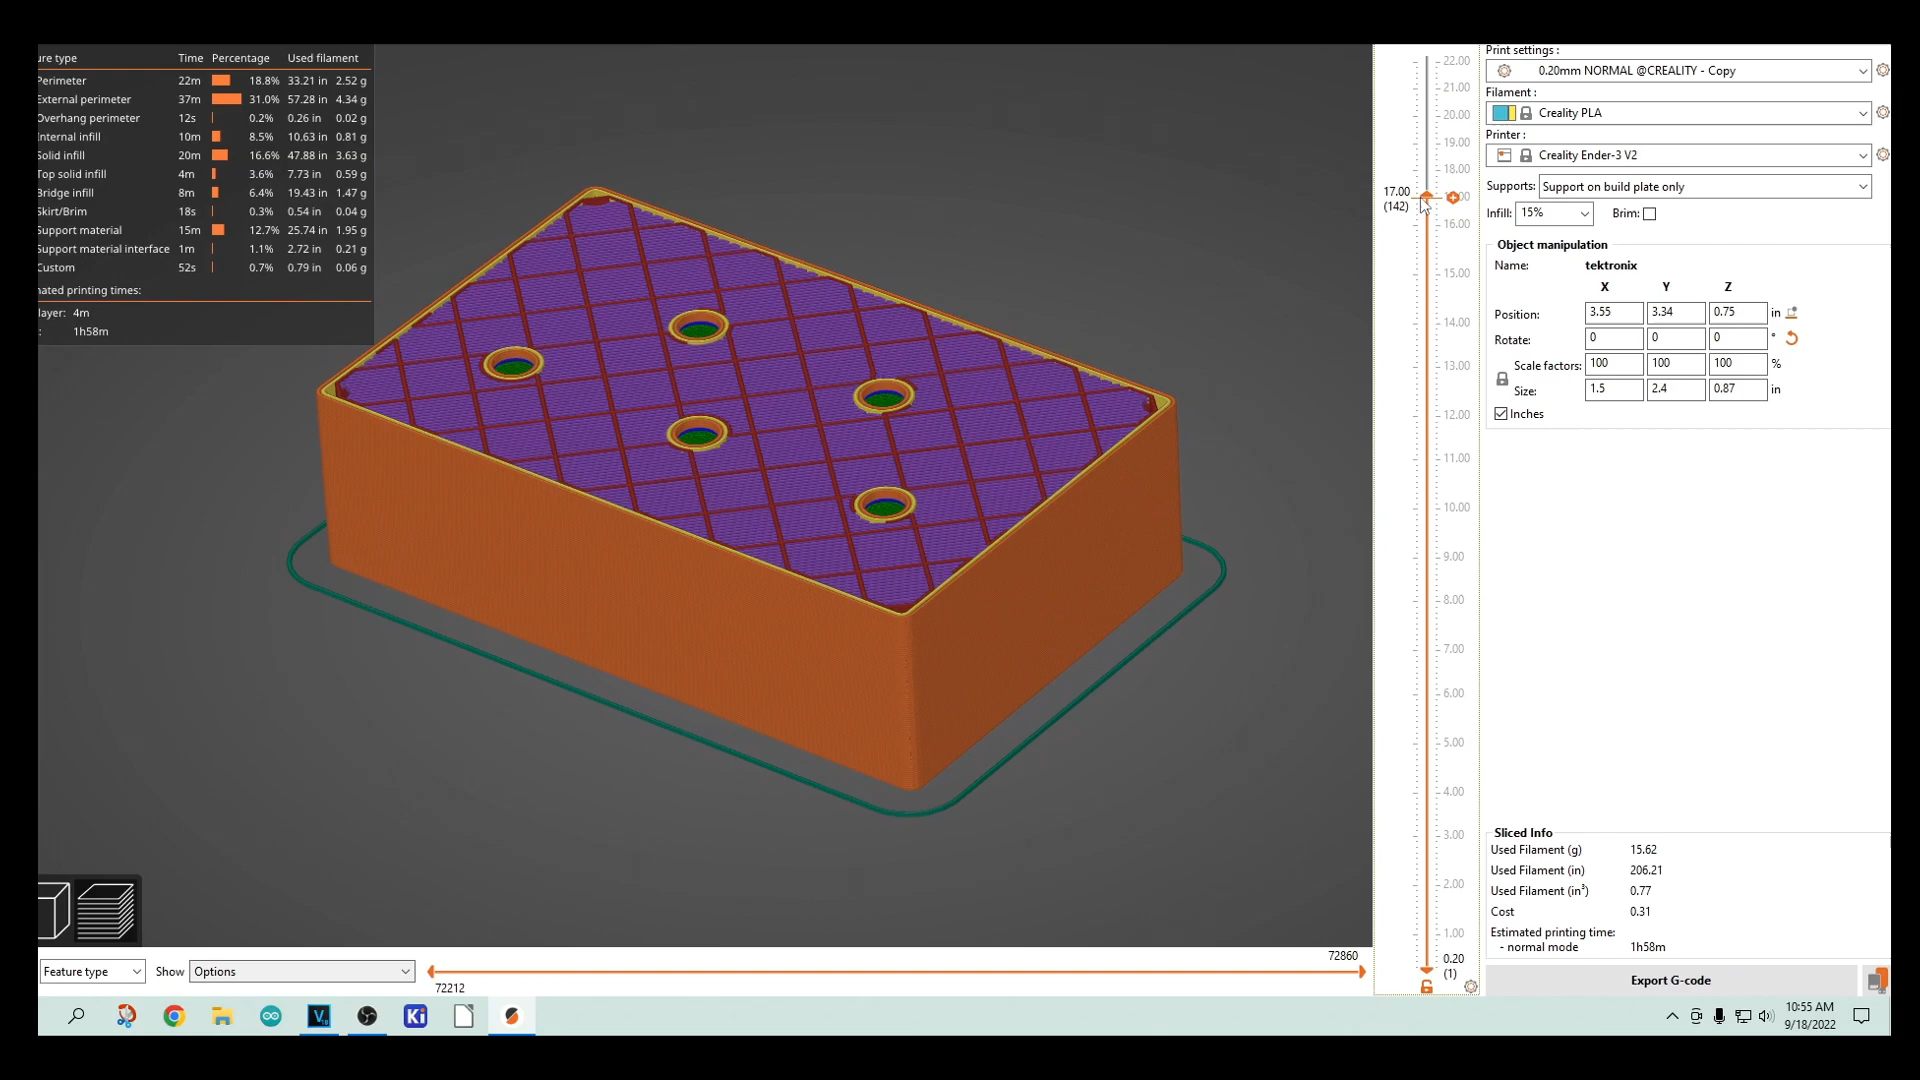 ure type Time Percentage Used filament
Perimeter 22m 18.8% 33.21 in 2.52 g
External perimeter 37m 31.0% 57.28 in 4.34 g
Overhang perimeter 12s 0.2% 0.26 in 0.02 g
Internal infill 10m 8.5% 10.63 in 0.81 g
Solid infill 20m 16.6% 47.88 in 3.63 g
Top solid infill 4m 3.6% 7.73 in 0.59 g
Bridge infill 8m 6.4% 19.43 in 1.47 g
Skirt/Brim 18s 0.3% 0.54 in 0.04 g
Support material 15m 12.7% 25.74 in 1.95 g
Support material interface 1m 1.1% 2.72 in 0.21 g
Custom 52s 0.7% 0.79 in 0.06 g
nated printing times:
layer: 4m
: 1h58m
22.00
21.00
20.00
19.00
18.00
17.00
(142)
00
16.00
15.00
14.00
13.00
12.00
11.00
10.00
9.00
8.00
7.00
6.00
5.00
4.00
3.00
2.00
1.00
0.20
(1)
Print settings :
0.20mm NORMAL @CREALITY - Copy
Filament :
Creality PLA
Printer :
Creality Ender-3 V2
Supports: Support on build plate only
Infill: 15% Brim:
Object manipulation
Name: tektronix
X Y Z
Position: 3.55 3.34 0.75 in
Rotate: 0 0 0 °
Scale factors: 100 100 100 %
Size: 1.5 2.4 0.87 in
Inches
Sliced Info
Used Filament (g) 15.62
Used Filament (in) 206.21
Used Filament (in³) 0.77
Cost 0.31
Estimated printing time:
- normal mode 1h58m
Export G-code
Feature type Show Options
72860
72212
V
18
Ki
10:55 AM
9/18/2022